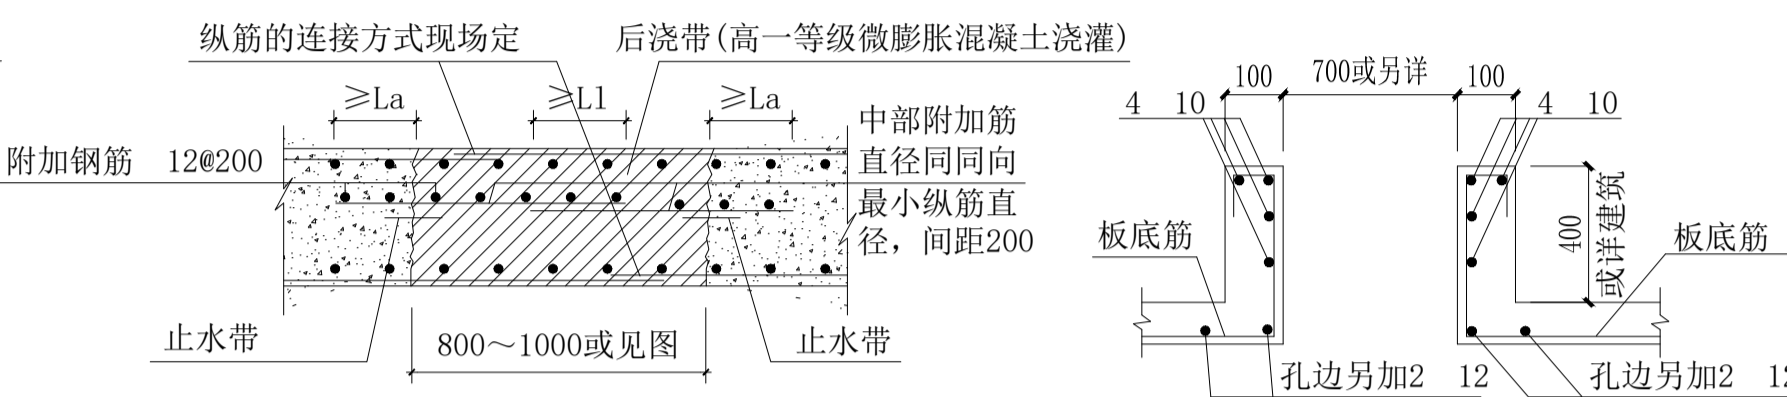 纵筋的连接方式现场定
后浇带(高一等级微膨胀混凝土浇灌)
≥La
≥Ll
≥La
中部附加筋
直径同同向
最小纵筋直
径，间距200
附加钢筋 12@200
止水带
800～1000或见图
止水带
100
700或另详
100
4 10
4 10
400
或详建筑
板底筋
板底筋
孔边另加2 12
孔边另加2